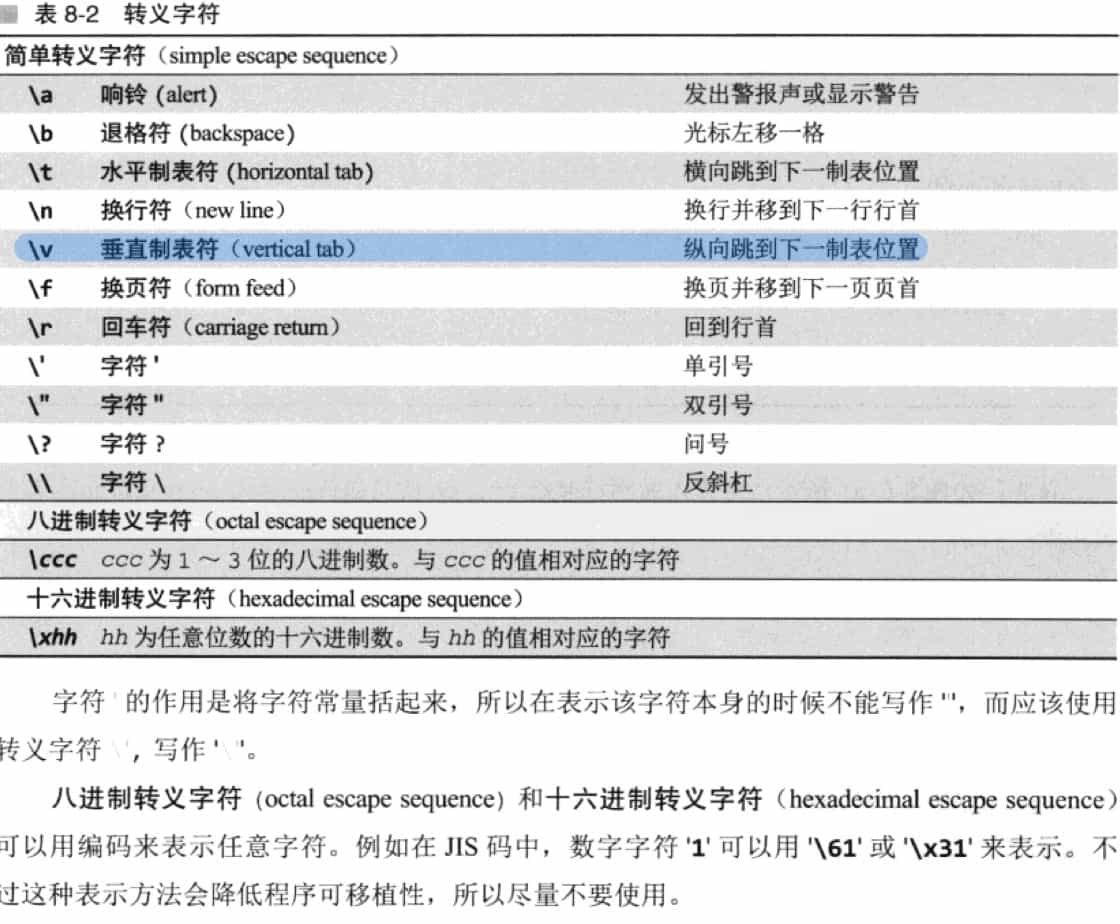 表 8-2 转义字符
简单转义字符（simple escape sequence）
\a 响铃 (alert) 发出警报声或显示警告
\b 退格符 (backspace) 光标左移一格
\t 水平制表符 (horizontal tab) 横向跳到下一制表位置
\n 换行符（new line） 换行并移到下一行行首
\v 垂直制表符（vertical tab） 纵向跳到下一制表位置
\f 换页符（form feed） 换页并移到下一页页首
\r 回车符（carriage return） 回到行首
\' 字符 ' 单引号
\" 字符 " 双引号
\? 字符 ? 问号
\\ 字符 \ 反斜杠
八进制转义字符（octal escape sequence）
\ccc ccc 为 1 ～ 3 位的八进制数。与 ccc 的值相对应的字符
十六进制转义字符（hexadecimal escape sequence）
\xhh hh 为任意位数的十六进制数。与 hh 的值相对应的字符
字符 ' 的作用是将字符常量括起来，所以在表示该字符本身的时候不能写作 '''，而应该使用
转义字符 \'，写作 '\''。
八进制转义字符 (octal escape sequence) 和十六进制转义字符（hexadecimal escape sequence）
可以用编码来表示任意字符。例如在 JIS 码中，数字字符 '1' 可以用 '\61' 或 '\x31' 来表示。不
过这种表示方法会降低程序可移植性，所以尽量不要使用。